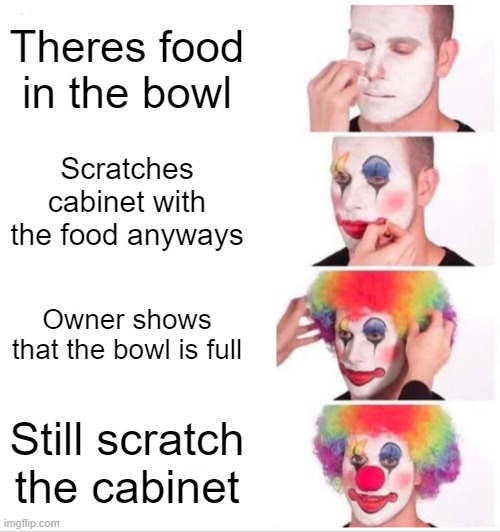 Theres food
in the bowl
Scratches
cabinet with
the food anyways
Owner shows
that the bowl is full
Still scratch
the cabinet
imgflip.com